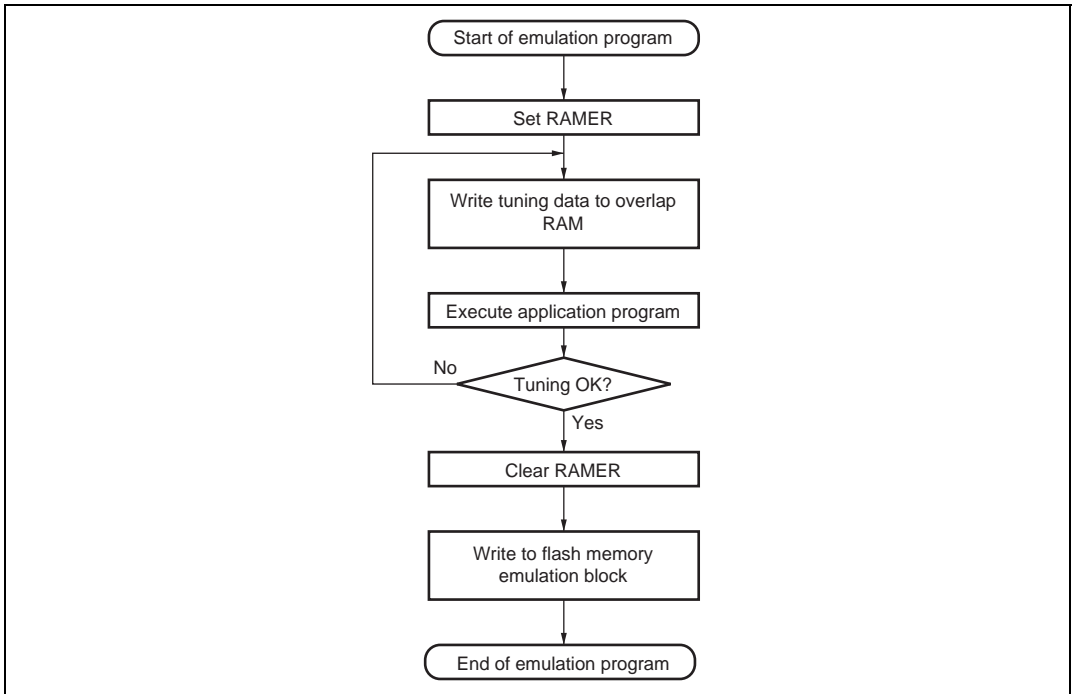 Start of emulation program
Set RAMER
Write tuning data to overlap
RAM
Execute application program
No
Tuning OK?
Yes
Clear RAMER
Write to flash memory
emulation block
End of emulation program